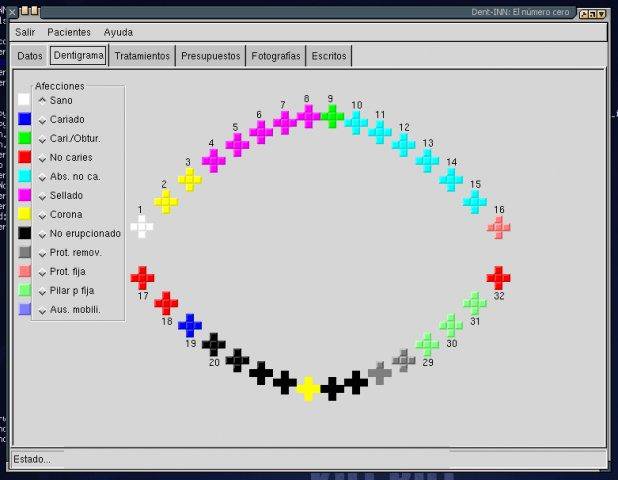 Dent-INN: El número cero
Salir Pacientes Ayuda
Datos Dentigrama Tratamientos Presupuestos Fotografías Escritos
Afecciones
Sano
Cariado
Cari./Obtur.
No caries
Abs. no ca.
Sellado
Corona
No erupcionado
Prot. remov.
Prot. fija
Pilar p fija
Aus. mobili.
1 2 3 4 5 6 7 8 9 10 11 12 13 14 15 16
17 18 19 20 29 30 31 32
Estado...